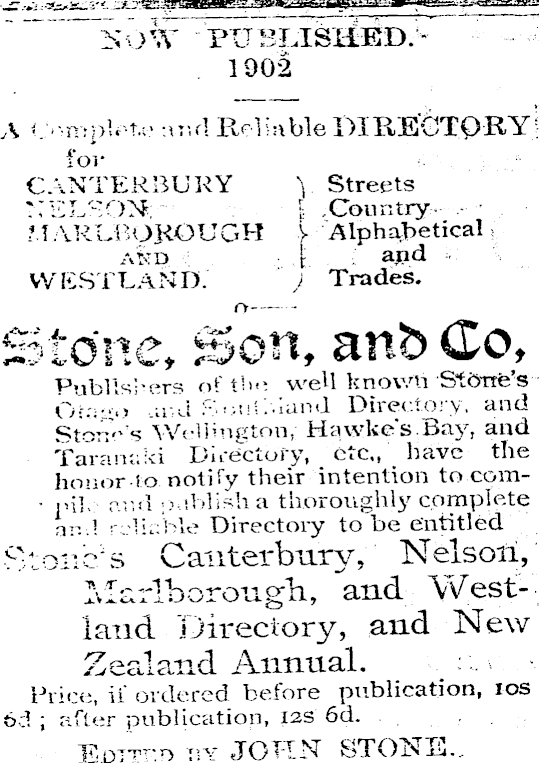 NOW PUBLISHED.
1902
A Complete and Reliable DIRECTORY
for
CANTERBURY
NELSON
MARLBOROUGH
AND
WESTLAND.
Streets
Country
Alphabetical
and
Trades.
Stone, Son, and Co,
Publishers of the well known Stone's
Otago and Southland Directory, and
Stone's Wellington, Hawke's Bay, and
Taranaki Directory, etc., have the
honor to notify their intention to com-
pile and publish a thoroughly complete
and reliable Directory to be entitled
Stone's Canterbury, Nelson,
Marlborough, and West-
land Directory, and New
Zealand Annual.
Price, if ordered before publication, 10s
6d ; after publication, 12s 6d.
EDITED BY JOHN STONE.